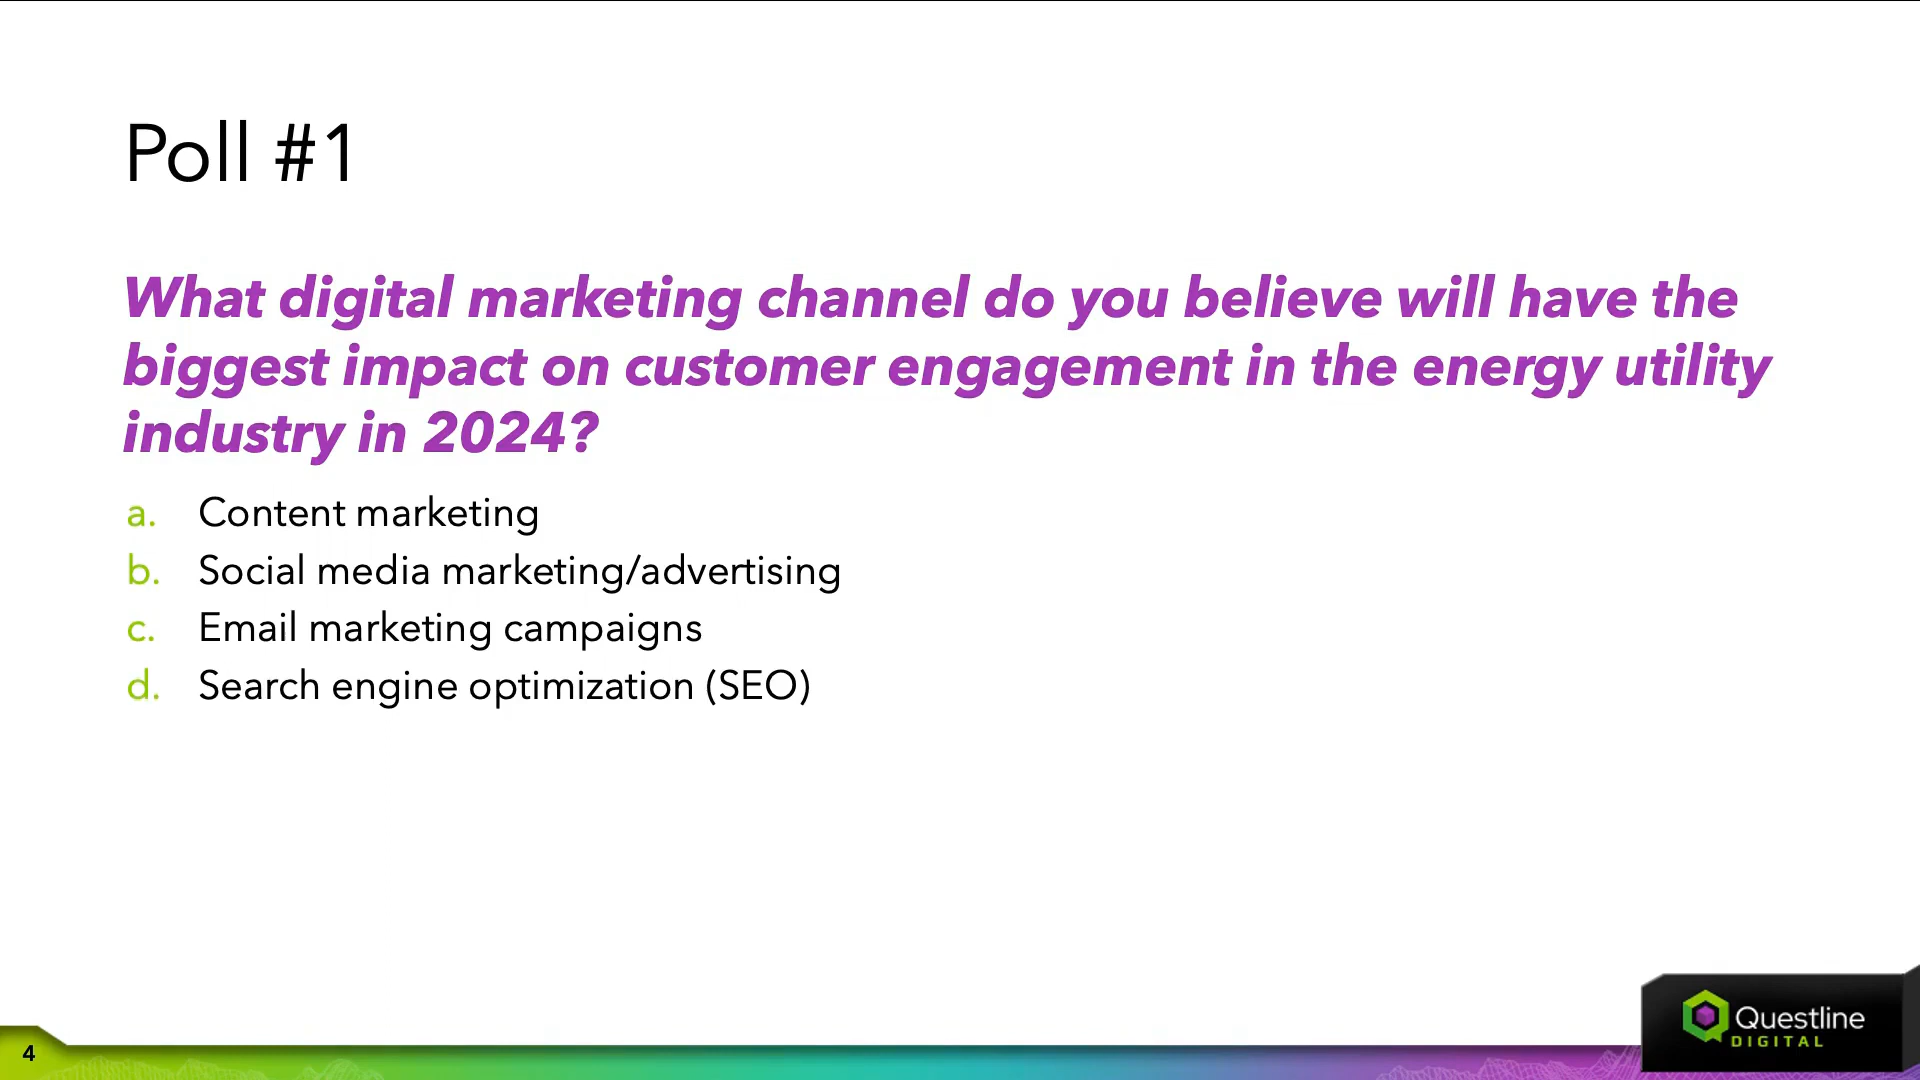 Poll #1
What digital marketing channel do you believe will have the
biggest impact on customer engagement in the energy utility
industry in 2024?
a. Content marketing
b. Social media marketing/advertising
c. Email marketing campaigns
d. Search engine optimization (SEO)
4
Questline
DIGITAL